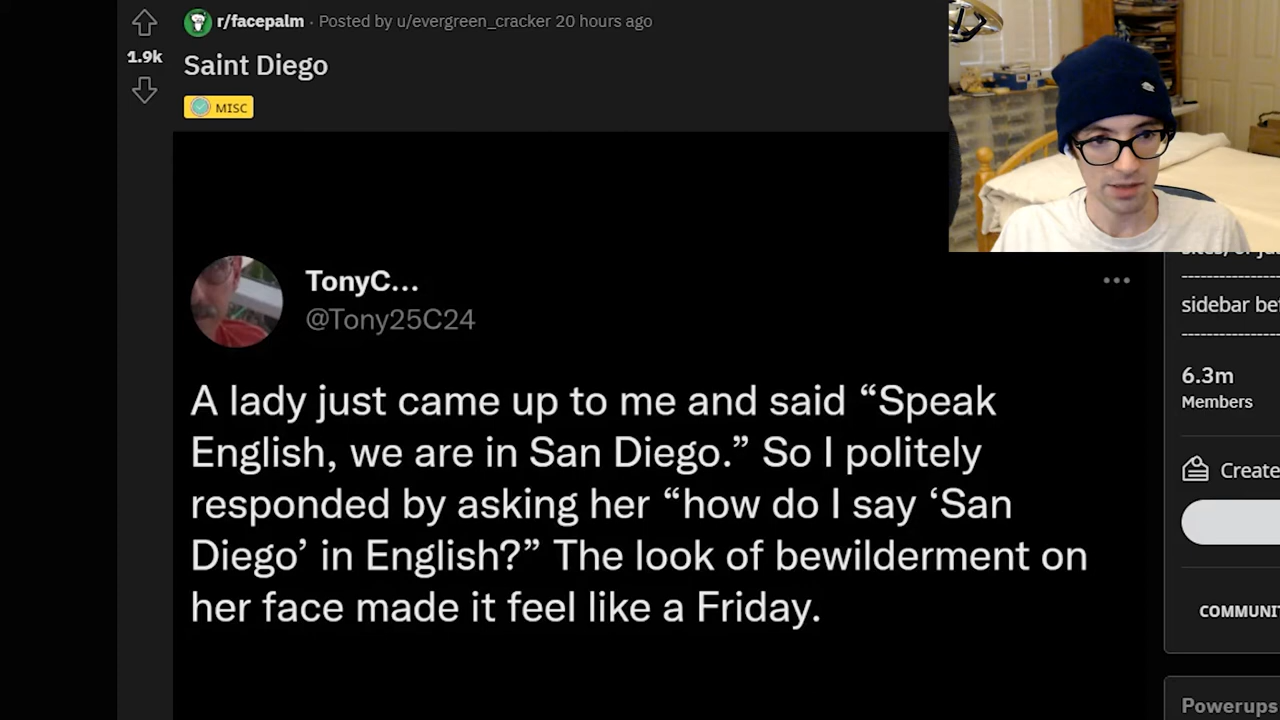 r/facepalm · Posted by u/evergreen_cracker 20 hours ago
1.9k
Saint Diego
MISC
TonyC...
@Tony25C24
A lady just came up to me and said “Speak
English, we are in San Diego.” So I politely
responded by asking her “how do I say ‘San
Diego’ in English?” The look of bewilderment on
her face made it feel like a Friday.
sidebar
6.3m
Members
Create
COMMUNI
Powerups